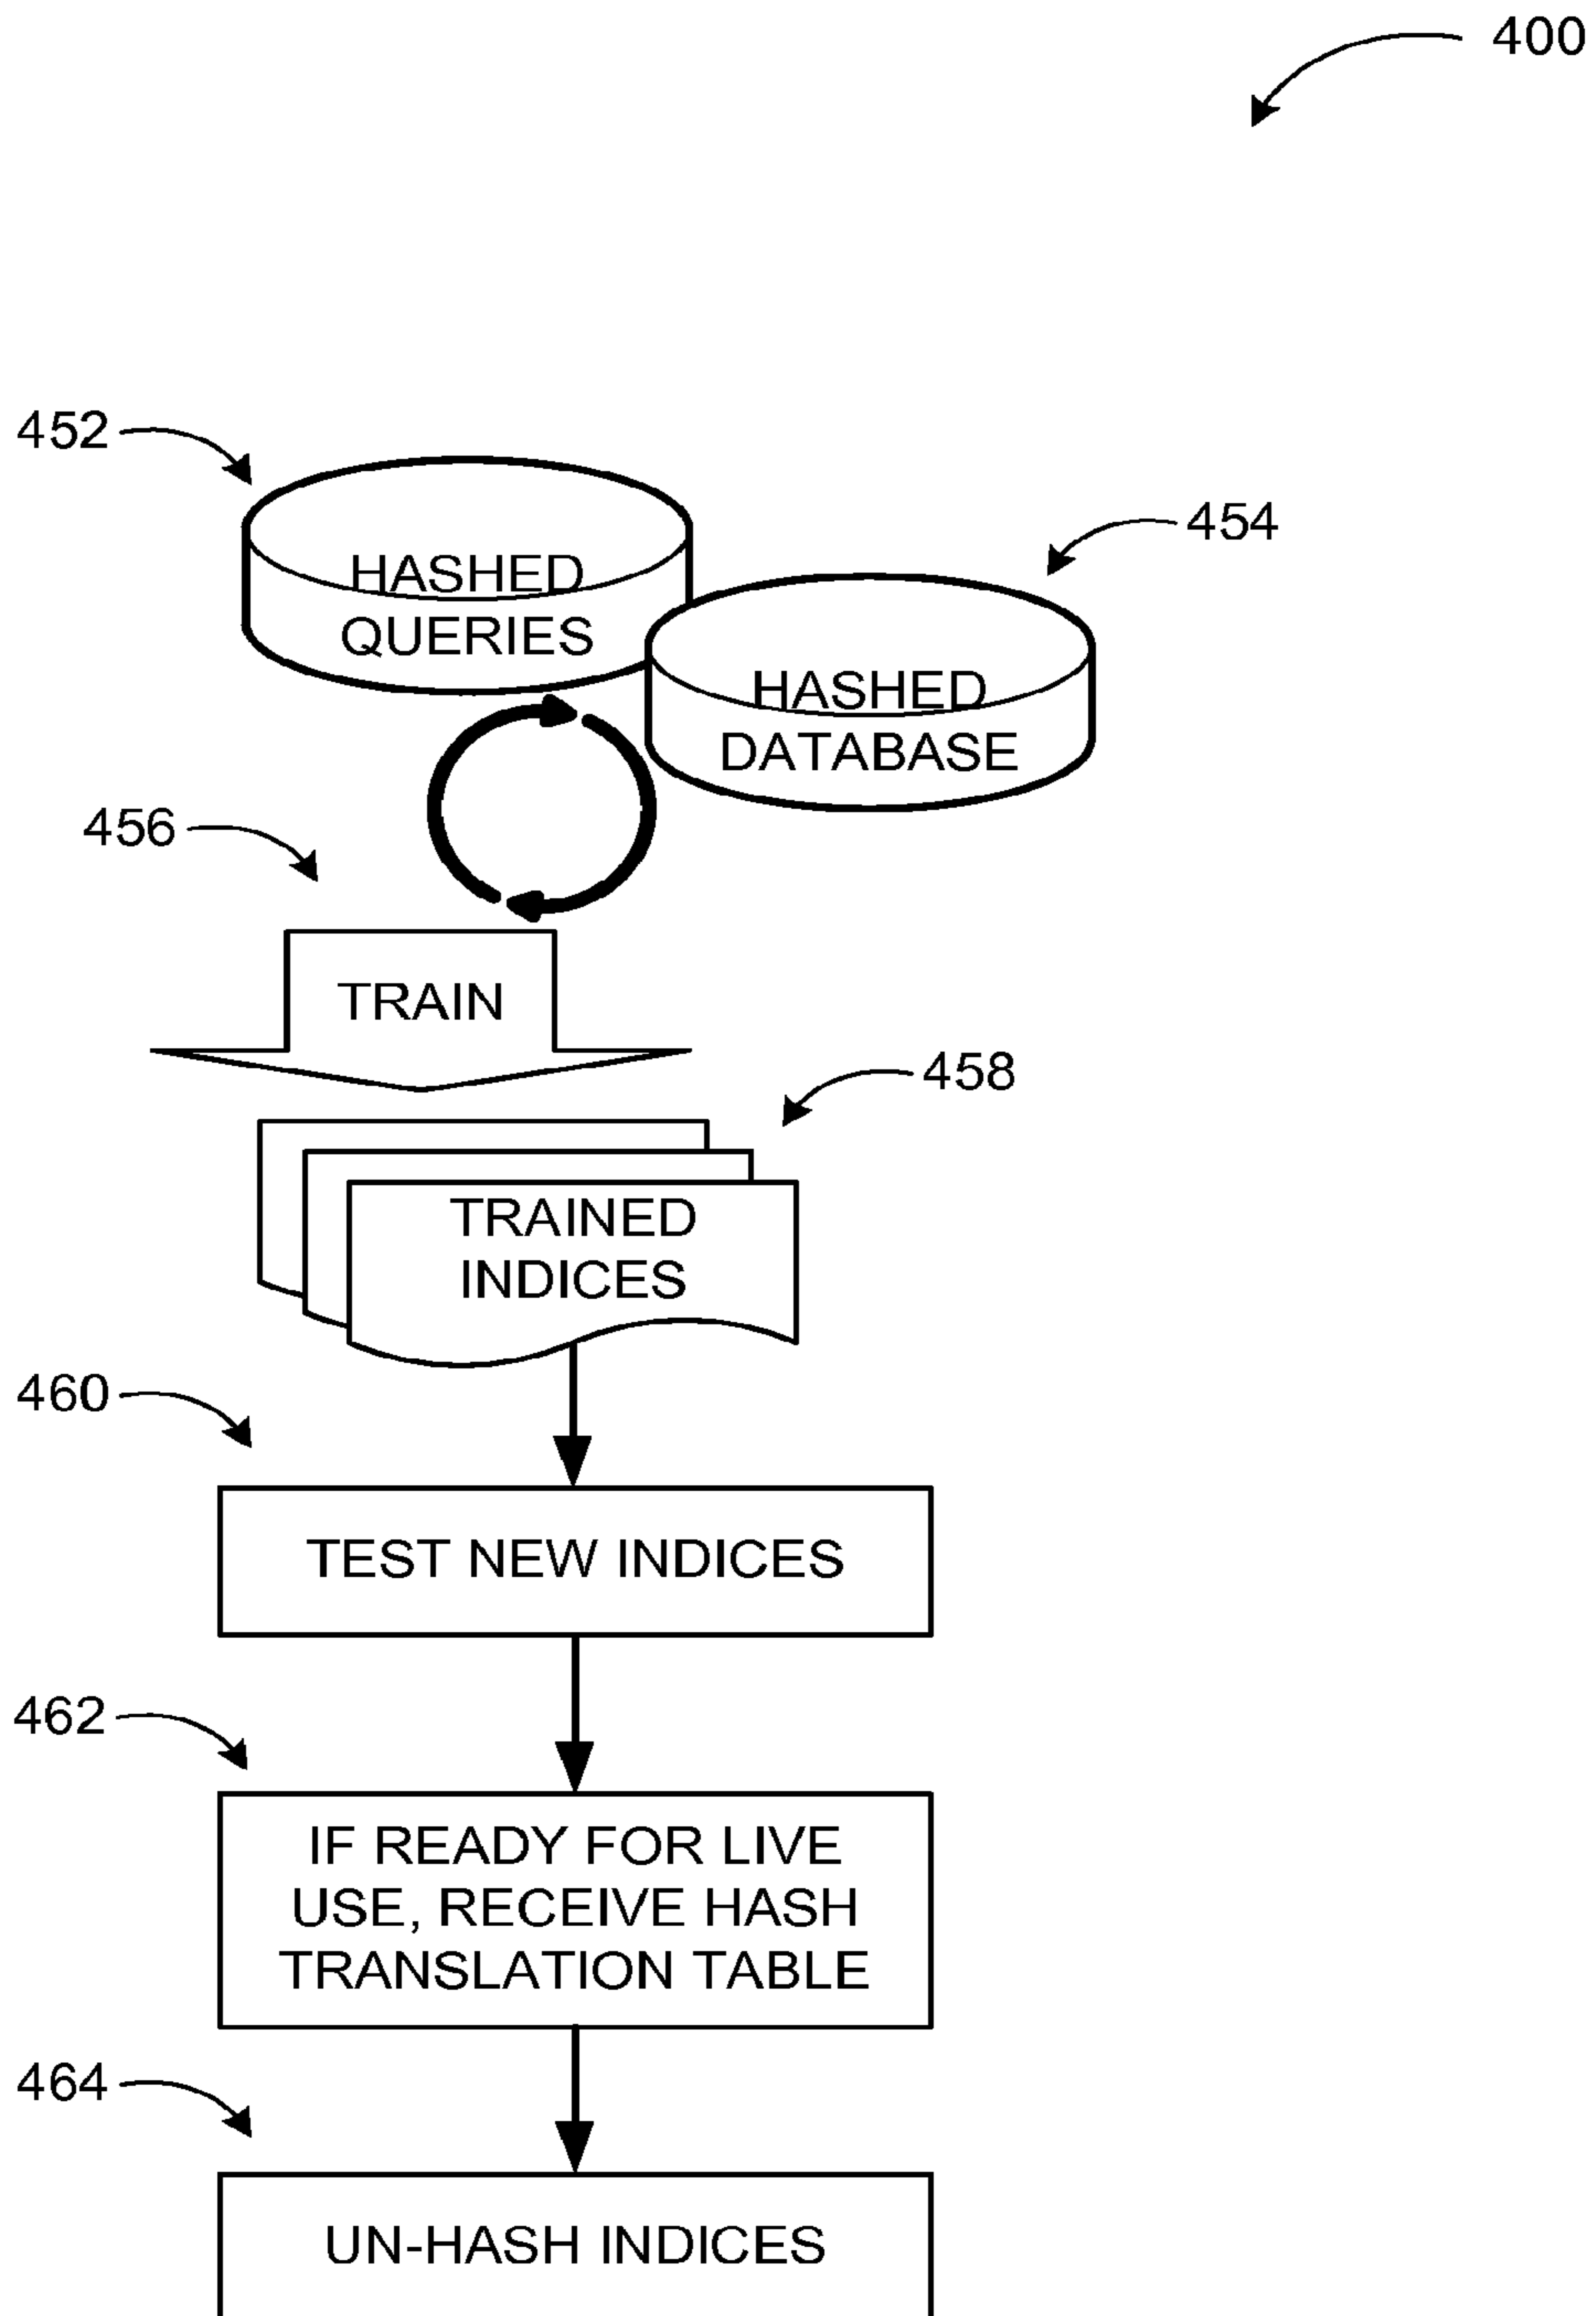 400
452
HASHED
QUERIES
454
HASHED
DATABASE
456
TRAIN
458
TRAINED
INDICES
460
TEST NEW INDICES
462
IF READY FOR LIVE
USE, RECEIVE HASH
TRANSLATION TABLE
464
UN-HASH INDICES